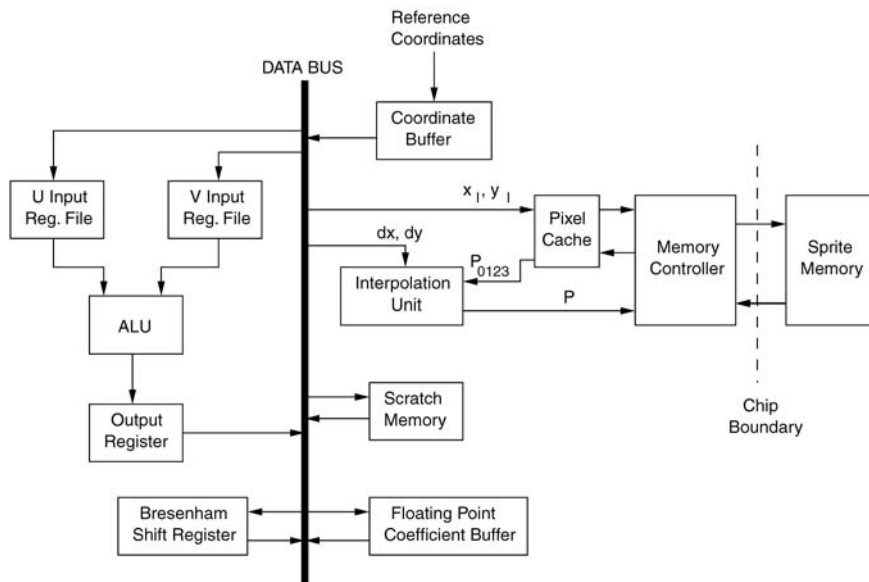 Reference
Coordinates
DATA BUS
Coordinate
Buffer
U Input
Reg. File
V Input
Reg. File
x I , y I
Pixel
Cache
Memory
Controller
Sprite
Memory
dx, dy
P0123
Interpolation
Unit
P
ALU
Scratch
Memory
Chip
Boundary
Output
Register
Bresenham
Shift Register
Floating Point
Coefficient Buffer